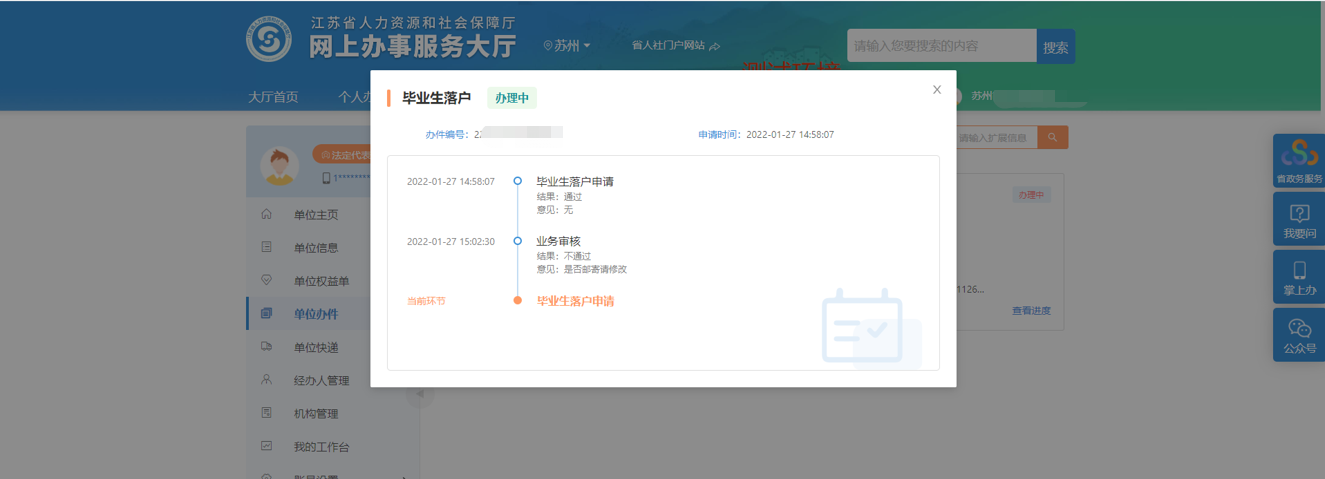 江苏省人力资源和社会保障厅
网上办事服务大厅
苏州
省人社门户网站
请输入您要搜索的内容
搜索
大厅首页
个人办
苏州
毕业生落户
办理中
办件编号：2
申请时间：2022-01-27 14:58:07
2022-01-27 14:58:07
毕业生落户申请
结果：通过
意见：无
2022-01-27 15:02:30
业务审核
结果：不通过
意见：是否邮寄请修改
当前环节
毕业生落户申请
法定代表
1********
单位主页
单位信息
单位权益单
单位办件
单位快递
经办人管理
机构管理
我的工作台
请输入扩展信息
办理中
1126...
查看进度
省政务服务
我要问
掌上办
公众号